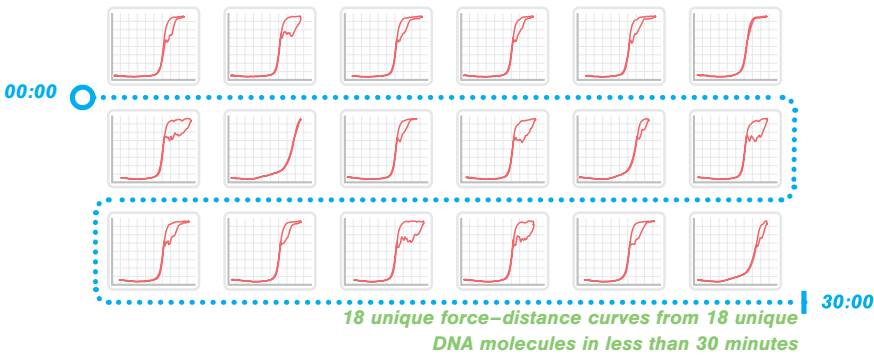 00:00
30:00
18 unique force–distance curves from 18 unique
DNA molecules in less than 30 minutes